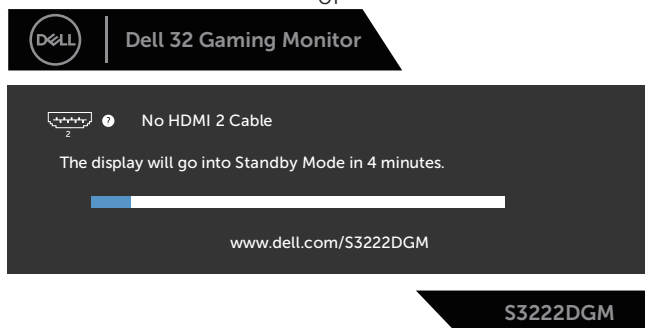 DELL
Dell 32 Gaming Monitor
? No HDMI 2 Cable
2
The display will go into Standby Mode in 4 minutes.
www.dell.com/S3222DGM
S3222DGM